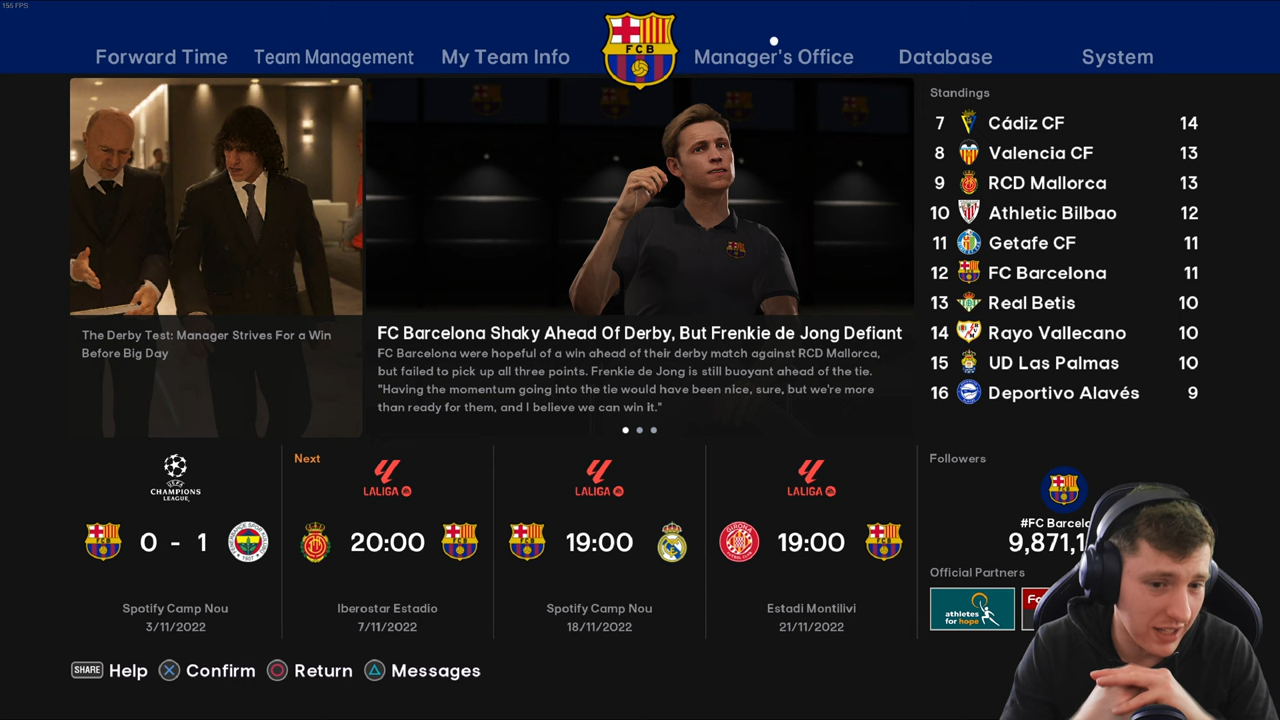 155 FPS
Forward Time
Team Management
My Team Info
FCB
Manager's Office
Database
System
The Derby Test: Manager Strives For a Win
Before Big Day
FC Barcelona Shaky Ahead Of Derby, But Frenkie de Jong Defiant
FC Barcelona were hopeful of a win ahead of their derby match against RCD Mallorca,
but failed to pick up all three points. Frenkie de Jong is still buoyant ahead of the tie.
"Having the momentum going into the tie would have been nice, sure, but we're more
than ready for them, and I believe we can win it."
Standings
7 Cádiz CF 14
8 Valencia CF 13
9 RCD Mallorca 13
10 Athletic Bilbao 12
11 Getafe CF 11
12 FC Barcelona 11
13 Real Betis 10
14 Rayo Vallecano 10
15 UD Las Palmas 10
16 Deportivo Alavés 9
UEFA
CHAMPIONS
LEAGUE
0 - 1
Spotify Camp Nou
3/11/2022
Next
LALIGA
20:00
Iberostar Estadio
7/11/2022
LALIGA
19:00
Spotify Camp Nou
18/11/2022
LALIGA
GIRONA
19:00
Estadi Montilivi
21/11/2022
Followers
#FC Barcelo
9,871,1
Official Partners
athletes
for hope
Fo
SHARE Help
Confirm
Return
Messages